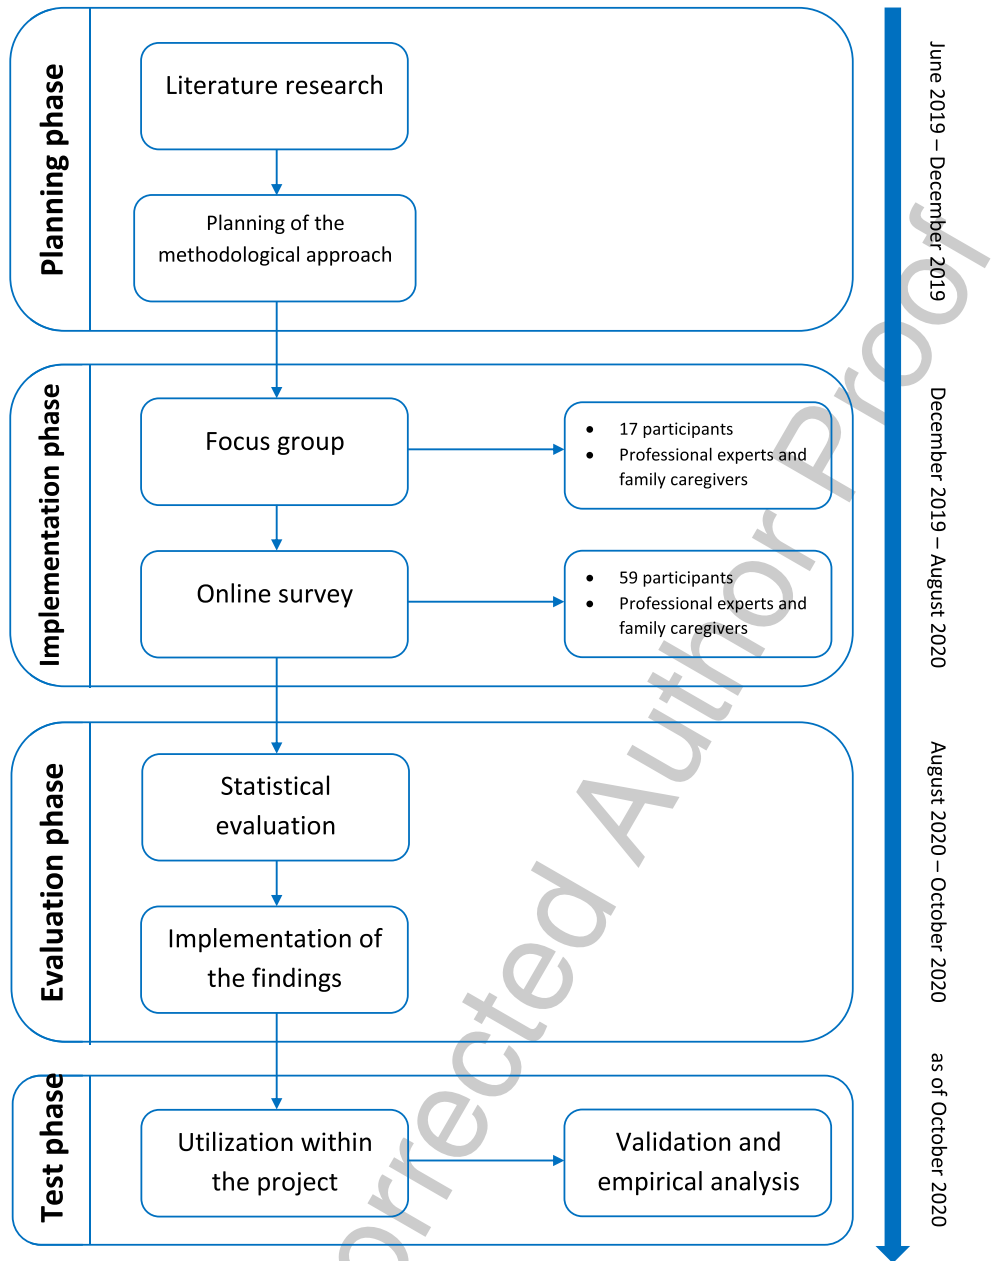 Planning phase
Literature research
Planning of the
methodological approach
June 2019 – December 2019
Implementation phase
Focus group
• 17 participants
• Professional experts and
family caregivers
Online survey
• 59 participants
• Professional experts and
family caregivers
December 2019 – August 2020
Evaluation phase
Statistical
evaluation
Implementation of
the findings
August 2020 – October 2020
Test phase
Utilization within
the project
Validation and
empirical analysis
as of October 2020
orrected Author Proof